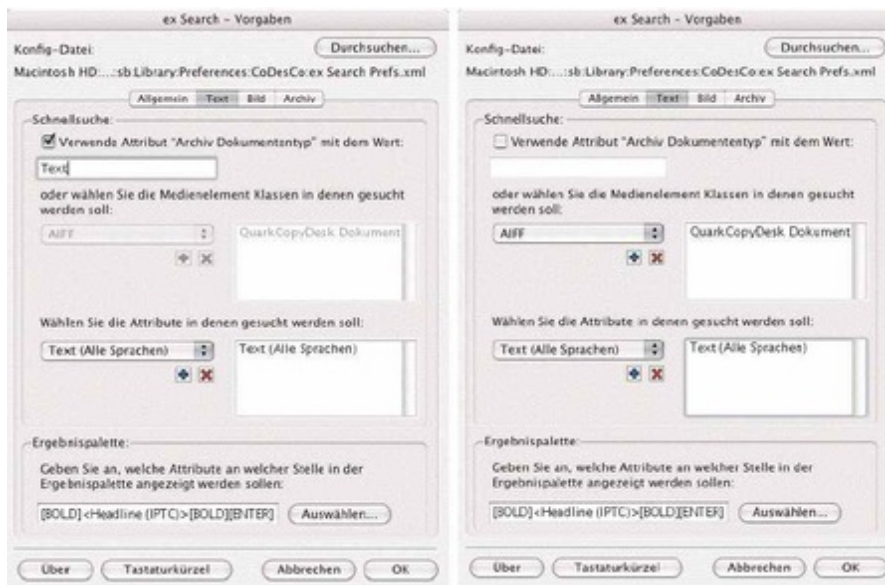 ex Search - Vorgaben
Konfig-Datei:
Durchsuchen...
Macintosh HD:...:sb:Library:Preferences:CoDesCo:ex Search Prefs.xml
Allgemein Text Bild Archiv
Schnellsuche:
Verwende Attribut "Archiv Dokumententyp" mit dem Wert:
Text
oder wählen Sie die Medienelement Klassen in denen gesucht
werden soll:
AIFF
QuarkCopyDesk Dokument
Wählen Sie die Attribute in denen gesucht werden soll:
Text (Alle Sprachen)
Text (Alle Sprachen)
Ergebnispalette:
Geben Sie an, welche Attribute an welcher Stelle in der
Ergebnispalette angezeigt werden sollen:
[BOLD]<Headline (IPTC)>[BOLD][ENTER]
Auswählen...
Über
Tastaturkürzel
Abbrechen
OK
ex Search - Vorgaben
Konfig-Datei:
Durchsuchen...
Macintosh HD:...:sb:Library:Preferences:CoDesCo:ex Search Prefs.xml
Allgemein Text Bild Archiv
Schnellsuche:
Verwende Attribut "Archiv Dokumententyp" mit dem Wert:
oder wählen Sie die Medienelement Klassen in denen gesucht
werden soll:
AIFF
QuarkCopyDesk Dokument
Wählen Sie die Attribute in denen gesucht werden soll:
Text (Alle Sprachen)
Text (Alle Sprachen)
Ergebnispalette:
Geben Sie an, welche Attribute an welcher Stelle in der
Ergebnispalette angezeigt werden sollen:
[BOLD]<Headline (IPTC)>[BOLD][ENTER]
Auswählen...
Über
Tastaturkürzel
Abbrechen
OK